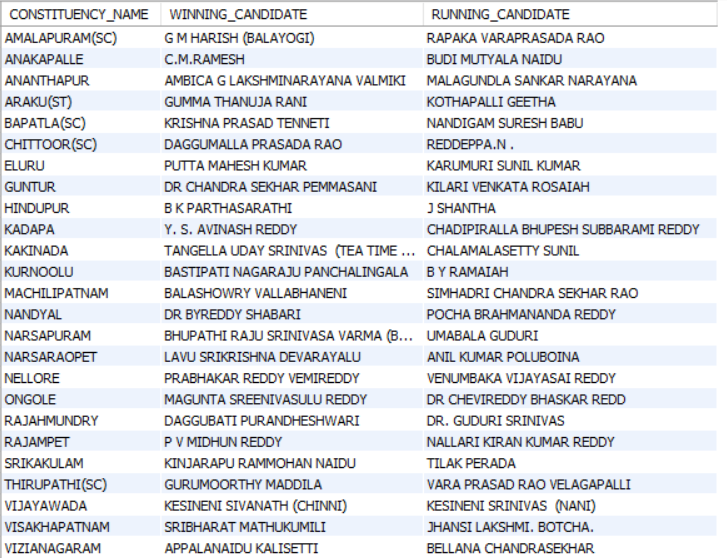 CONSTITUENCY_NAME WINNING_CANDIDATE RUNNING_CANDIDATE
AMALAPURAM(SC) G M HARISH (BALAYOGI) RAPAKA VARAPRASADA RAO
ANAKAPALLE C.M.RAMESH BUDI MUTYALA NAIDU
ANANTHAPUR AMBICA G LAKSHMINARAYANA VALMIKI MALAGUNDLA SANKAR NARAYANA
ARAKU(ST) GUMMA THANUJA RANI KOTHAPALLI GEETHA
BAPATLA(SC) KRISHNA PRASAD TENNETI NANDIGAM SURESH BABU
CHITTOOR(SC) DAGGUMALLA PRASADA RAO REDDEPPA.N .
ELURU PUTTA MAHESH KUMAR KARUMURI SUNIL KUMAR
GUNTUR DR CHANDRA SEKHAR PEMMASANI KILARI VENKATA ROSAIAH
HINDUPUR B K PARTHASARATHI J SHANTHA
KADAPA Y. S. AVINASH REDDY CHADIPIRALLA BHUPESH SUBBARAMI REDDY
KAKINADA TANGELLA UDAY SRINIVAS (TEA TIME ... CHALAMALASETTY SUNIL
KURNOOLU BASTIPATI NAGARAJU PANCHALINGALA B Y RAMAIAH
MACHILIPATNAM BALASHOWRY VALLABHANENI SIMHADRI CHANDRA SEKHAR RAO
NANDYAL DR BYREDDY SHABARI POCHA BRAHMANANDA REDDY
NARSAPURAM BHUPATHI RAJU SRINIVASA VARMA (B... UMABALA GUDURI
NARSARAOPET LAVU SRIKRISHNA DEVARAYALU ANIL KUMAR POLUBOINA
NELLORE PRABHAKAR REDDY VEMIREDDY VENUMBAKA VIJAYASAI REDDY
ONGOLE MAGUNTA SREENIVASULU REDDY DR CHEVIREDDY BHASKAR REDD
RAJAHMUNDRY DAGGUBATI PURANDHESHWARI DR. GUDURI SRINIVAS
RAJAMPET P V MIDHUN REDDY NALLARI KIRAN KUMAR REDDY
SRIKAKULAM KINJARAPU RAMMOHAN NAIDU TILAK PERADA
THIRUPATHI(SC) GURUMOORTHY MADDILA VARA PRASAD RAO VELAGAPALLI
VIJAYAWADA KESINENI SIVANATH (CHINNI) KESINENI SRINIVAS (NANI)
VISAKHAPATNAM SRIBHARAT MATHUKUMILI JHANSI LAKSHMI. BOTCHA.
VIZIANAGARAM APPALANAIDU KALISETTI BELLANA CHANDRASEKHAR